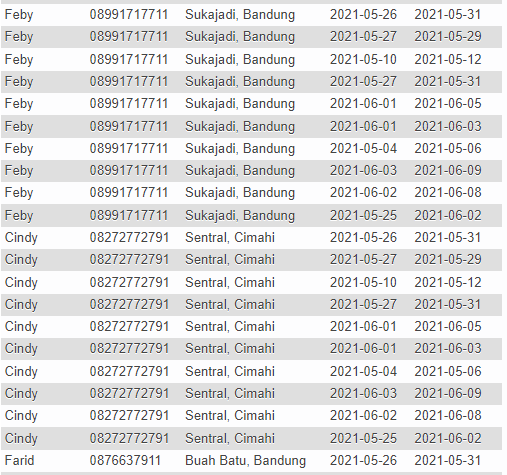 Feby 08991717711 Sukajadi, Bandung 2021-05-26 2021-05-31
Feby 08991717711 Sukajadi, Bandung 2021-05-27 2021-05-29
Feby 08991717711 Sukajadi, Bandung 2021-05-10 2021-05-12
Feby 08991717711 Sukajadi, Bandung 2021-05-27 2021-05-31
Feby 08991717711 Sukajadi, Bandung 2021-06-01 2021-06-05
Feby 08991717711 Sukajadi, Bandung 2021-06-01 2021-06-03
Feby 08991717711 Sukajadi, Bandung 2021-05-04 2021-05-06
Feby 08991717711 Sukajadi, Bandung 2021-06-03 2021-06-09
Feby 08991717711 Sukajadi, Bandung 2021-06-02 2021-06-08
Feby 08991717711 Sukajadi, Bandung 2021-05-25 2021-06-02
Cindy 08272772791 Sentral, Cimahi 2021-05-26 2021-05-31
Cindy 08272772791 Sentral, Cimahi 2021-05-27 2021-05-29
Cindy 08272772791 Sentral, Cimahi 2021-05-10 2021-05-12
Cindy 08272772791 Sentral, Cimahi 2021-05-27 2021-05-31
Cindy 08272772791 Sentral, Cimahi 2021-06-01 2021-06-05
Cindy 08272772791 Sentral, Cimahi 2021-06-01 2021-06-03
Cindy 08272772791 Sentral, Cimahi 2021-05-04 2021-05-06
Cindy 08272772791 Sentral, Cimahi 2021-06-03 2021-06-09
Cindy 08272772791 Sentral, Cimahi 2021-06-02 2021-06-08
Cindy 08272772791 Sentral, Cimahi 2021-05-25 2021-06-02
Farid 0876637911 Buah Batu, Bandung 2021-05-26 2021-05-31